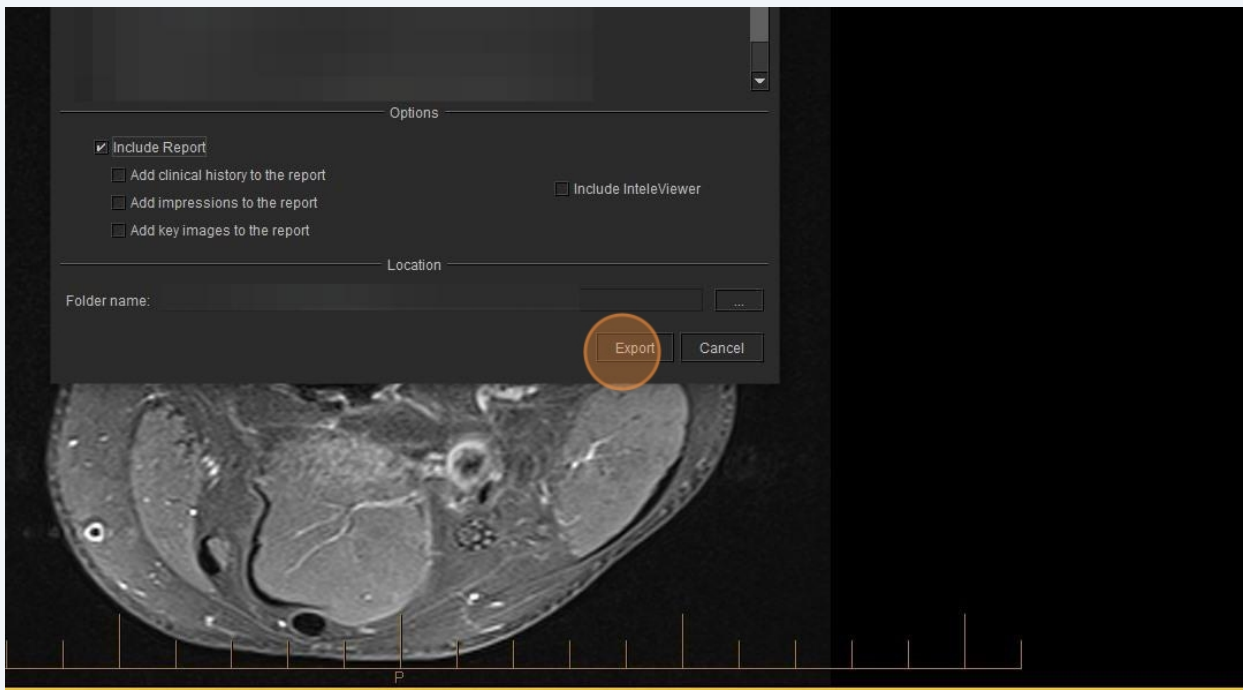 Options
Include Report
Add clinical history to the report
Include InteleViewer
Add impressions to the report
Add key images to the report
Location
Folder name:
...
Export Cancel
P